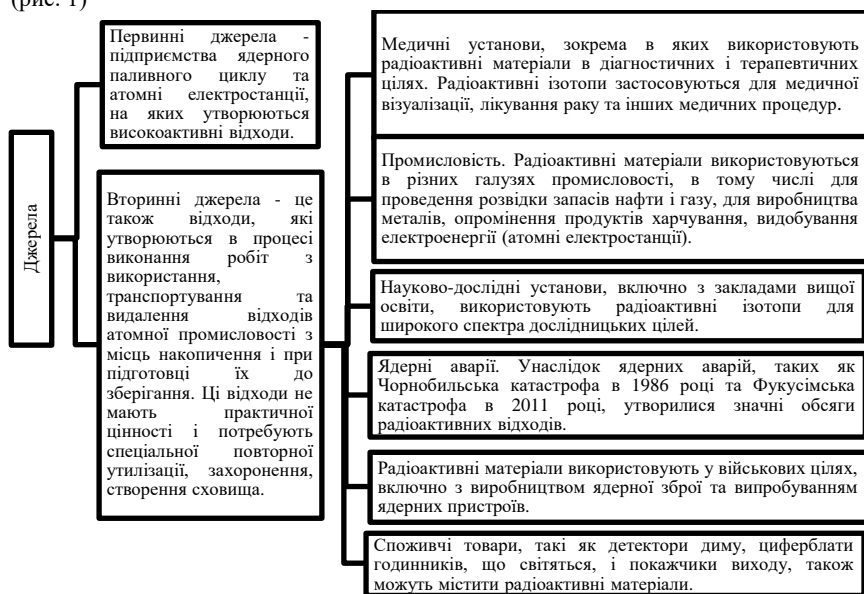 (рис. 1)
Джерела
Первинні джерела -
підприємства ядерного
паливного циклу та
атомні електростанції,
на яких утворюються
високоактивні відходи.
Вторинні джерела - це
також відходи, які
утворюються в процесі
виконання робіт з
використання,
транспортування та
видалення відходів
атомної промисловості з
місць накопичення і при
підготовці їх до
зберігання. Ці відходи не
мають практичної
цінності і потребують
спеціальної повторної
утилізації, захоронення,
створення сховища.
Медичні установи, зокрема в яких використовують
радіоактивні матеріали в діагностичних і терапевтичних
цілях. Радіоактивні ізотопи застосовуються для медичної
візуалізації, лікування раку та інших медичних процедур.
Промисловість. Радіоактивні матеріали використовуються
в різних галузях промисловості, в тому числі для
проведення розвідки запасів нафти і газу, для виробництва
металів, опромінення продуктів харчування, видобування
електроенергії (атомні електростанції).
Науково-дослідні установи, включно з закладами вищої
освіти, використовують радіоактивні ізотопи для
широкого спектра дослідницьких цілей.
Ядерні аварії. Унаслідок ядерних аварій, таких як
Чорнобильська катастрофа в 1986 році та Фукусімська
катастрофа в 2011 році, утворилися значні обсяги
радіоактивних відходів.
Радіоактивні матеріали використовують у військових цілях,
включно з виробництвом ядерної зброї та випробуванням
ядерних пристроїв.
Споживчі товари, такі як детектори диму, циферблати
годинників, що світяться, і покажчики виходу, також
можуть містити радіоактивні матеріали.